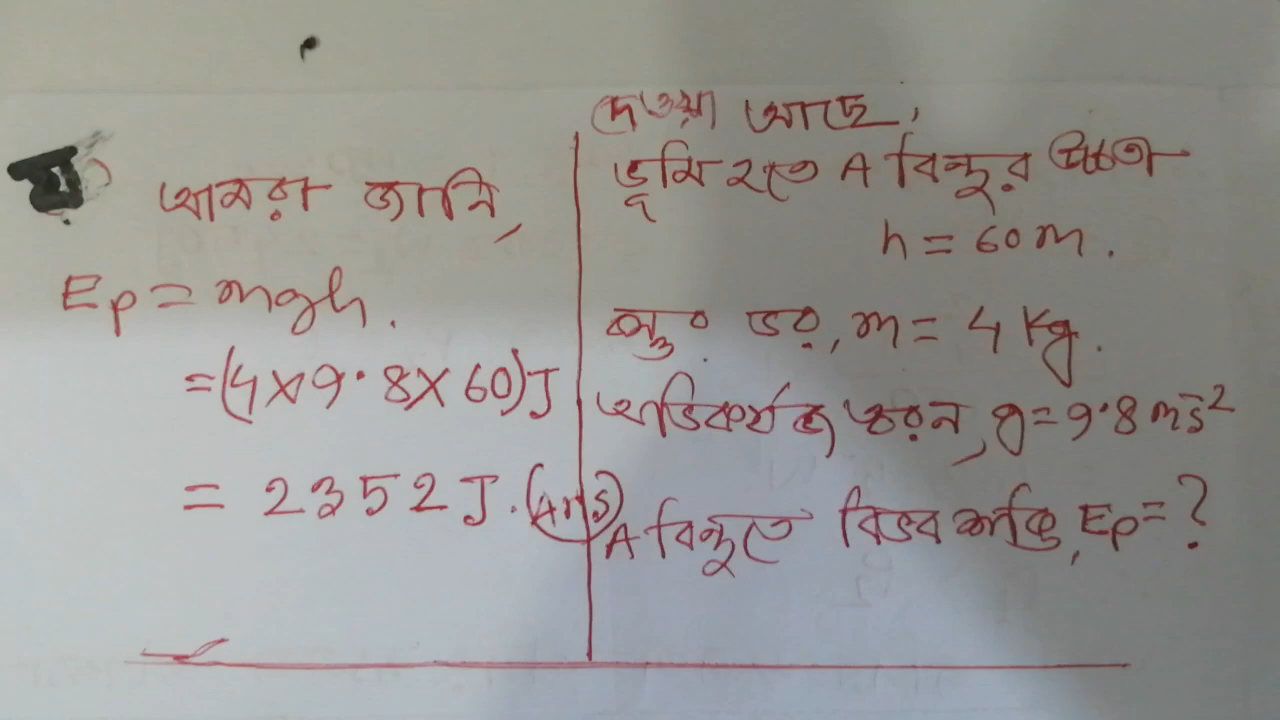 ঘ
আমরা জানি,
Ep = mgh.
= (4 × 9.8 × 60) J
= 2352 J. (Ans)
দেওয়া আছে,
ভূমি হতে A বিন্দুর উচ্চতা
h = 60 m.
বস্তুর ভর, m = 4 Kg.
অভিকর্ষজ ত্বরন, g = 9.8 ms⁻²
A বিন্দুতে বিভব শক্তি, Ep = ?